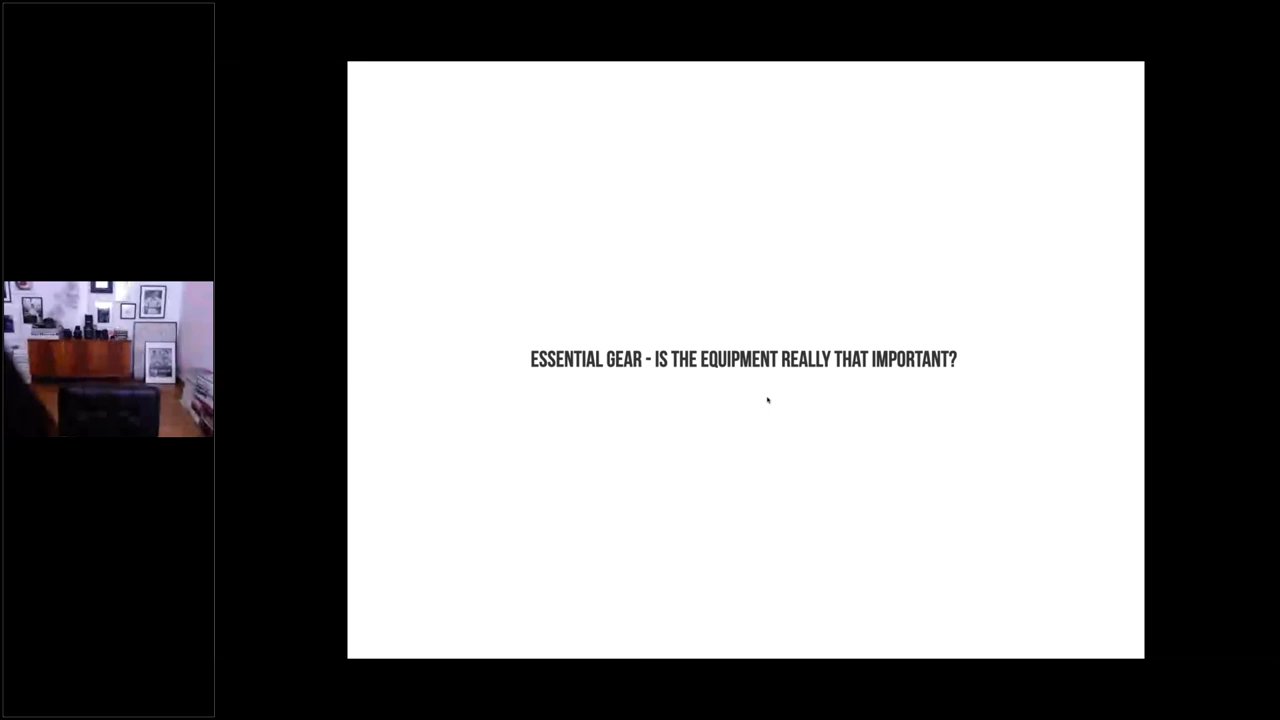 ESSENTIAL GEAR - IS THE EQUIPMENT REALLY THAT IMPORTANT?